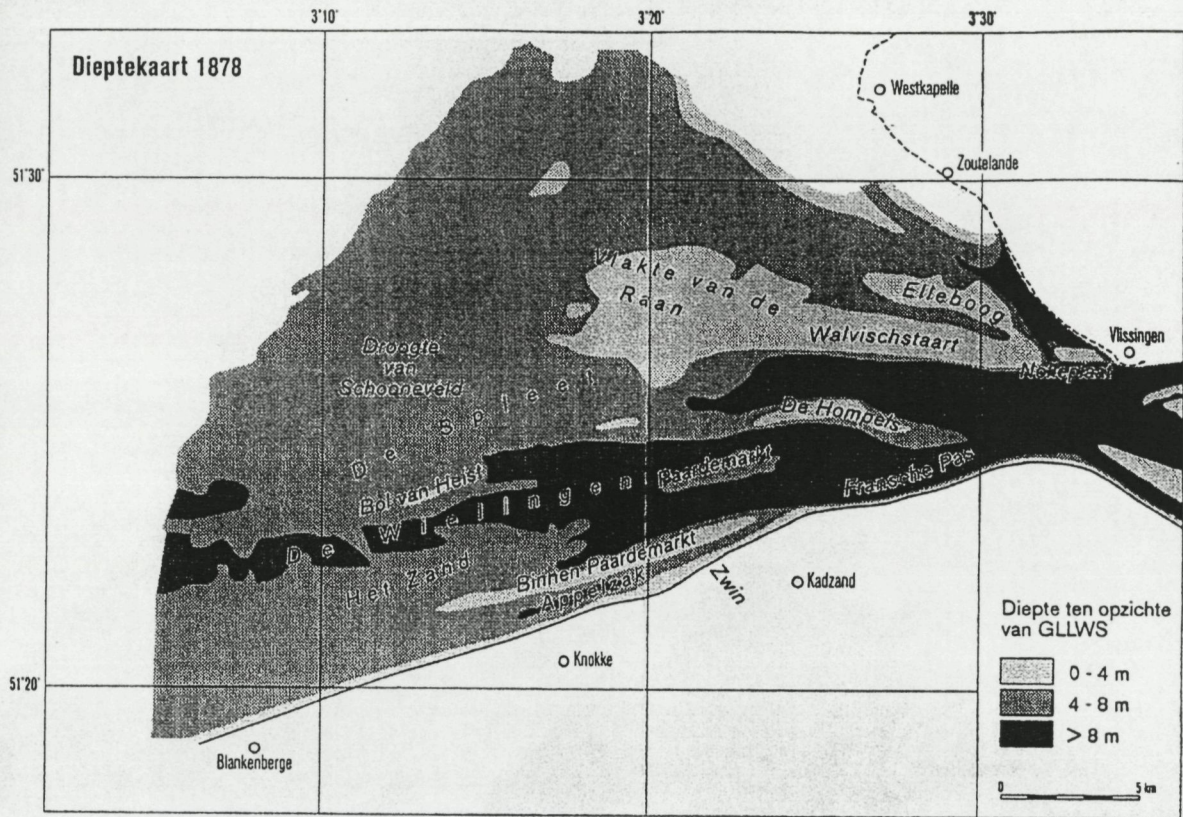 3°10' 3°20' 3°30'
Dieptekaart 1878
Westkapelle
51°30'
Zoutelande
Vlakte van de
Raan
Elleboog
Walvischstaart
Vlissingen
Droogte
van
Schooneveld
Nokeplaat
De Spleet
De Hompels
Bol van Heist
Paardemarkt
Fransche Pas
De Wielingen
Het Zand
Binnen Paardemarkt
Appelzak
Zwin
Kadzand
Knokke
51°20'
Blankenberge
Diepte ten opzichte
van GLLWS
0 - 4 m
4 - 8 m
> 8 m
0 5 km